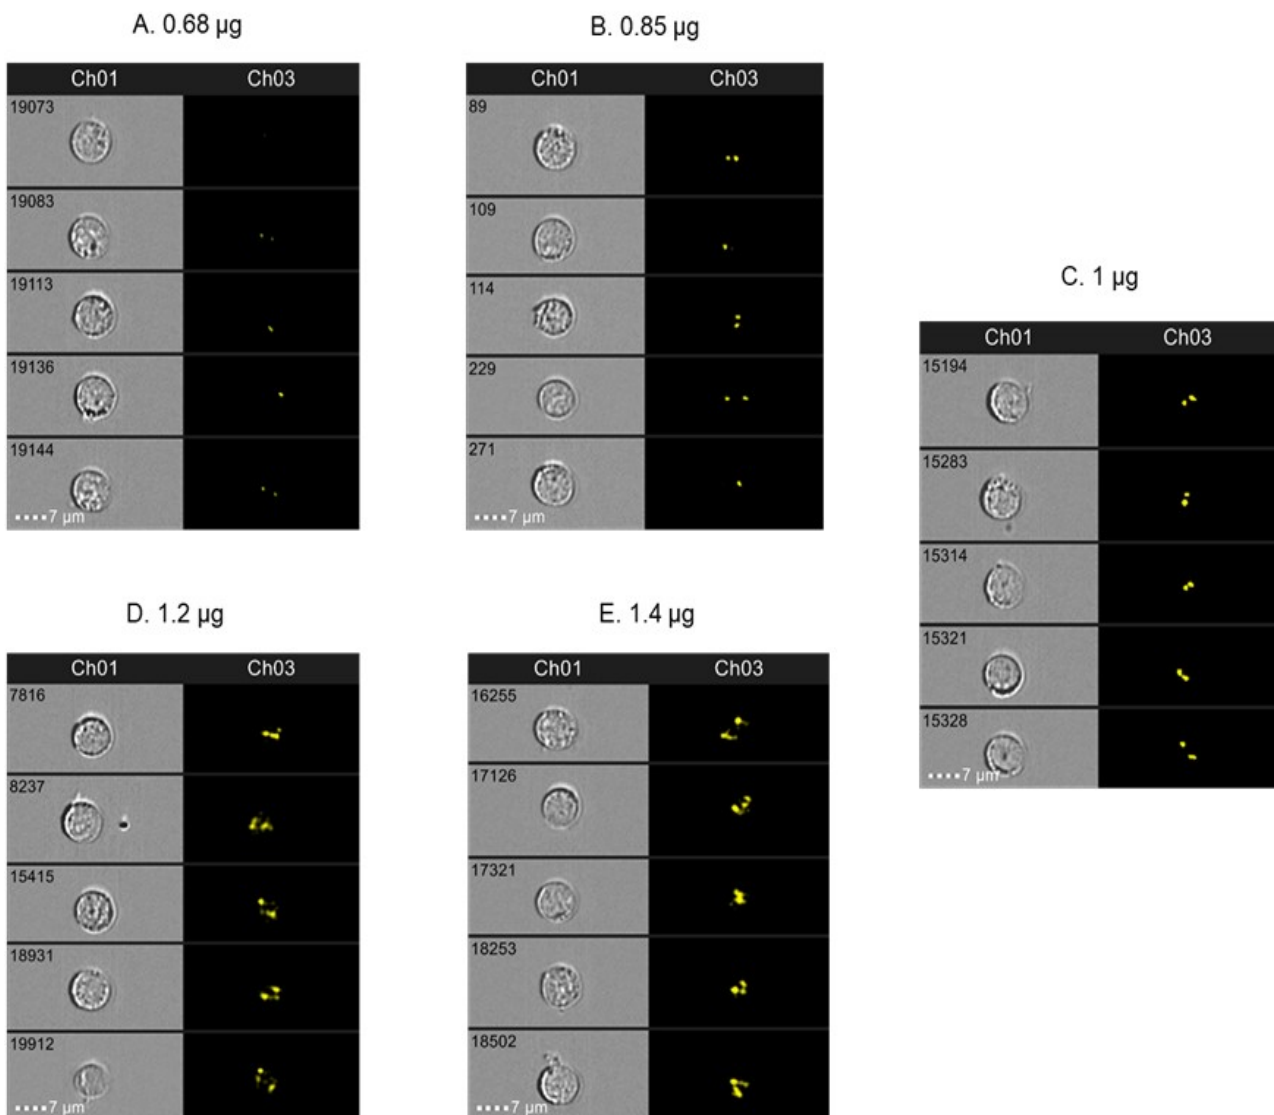 A. 0.68 µg
Ch01 Ch03
19073
19083
19113
19136
19144
7 µm
B. 0.85 µg
Ch01 Ch03
89
109
114
229
271
7 µm
C. 1 µg
Ch01 Ch03
15194
15283
15314
15321
15328
7 µm
D. 1.2 µg
Ch01 Ch03
7816
8237
15415
18931
19912
7 µm
E. 1.4 µg
Ch01 Ch03
16255
17126
17321
18253
18502
7 µm